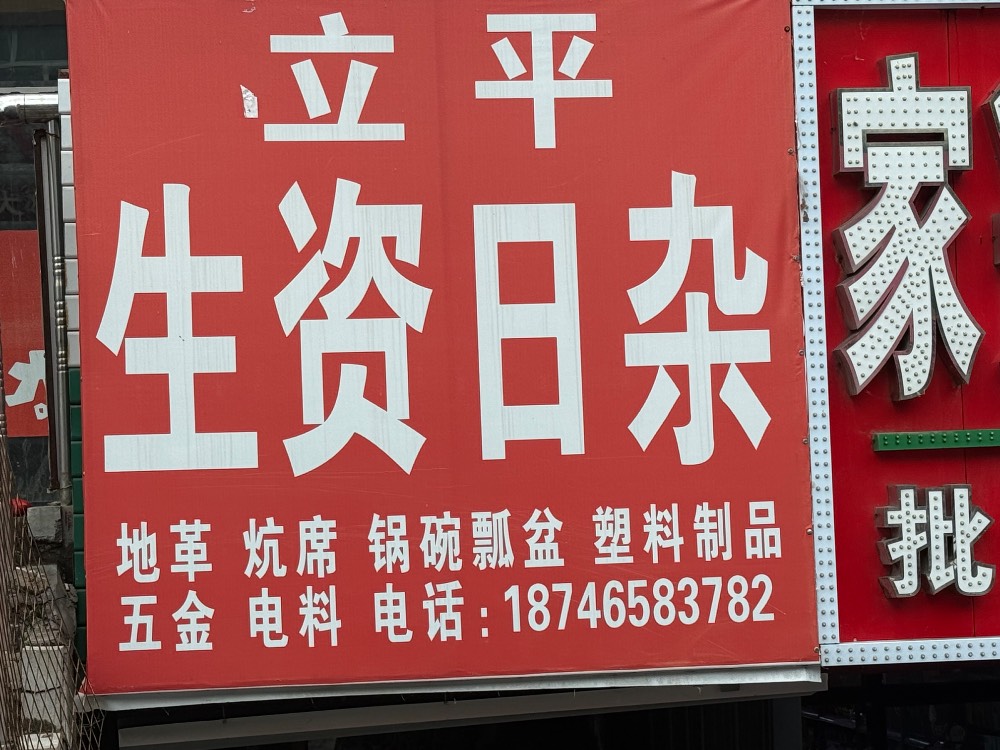 立平
生资日杂
地革 炕席 锅碗瓢盆 塑料制品
五金 电料 电话:18746583782
家
批